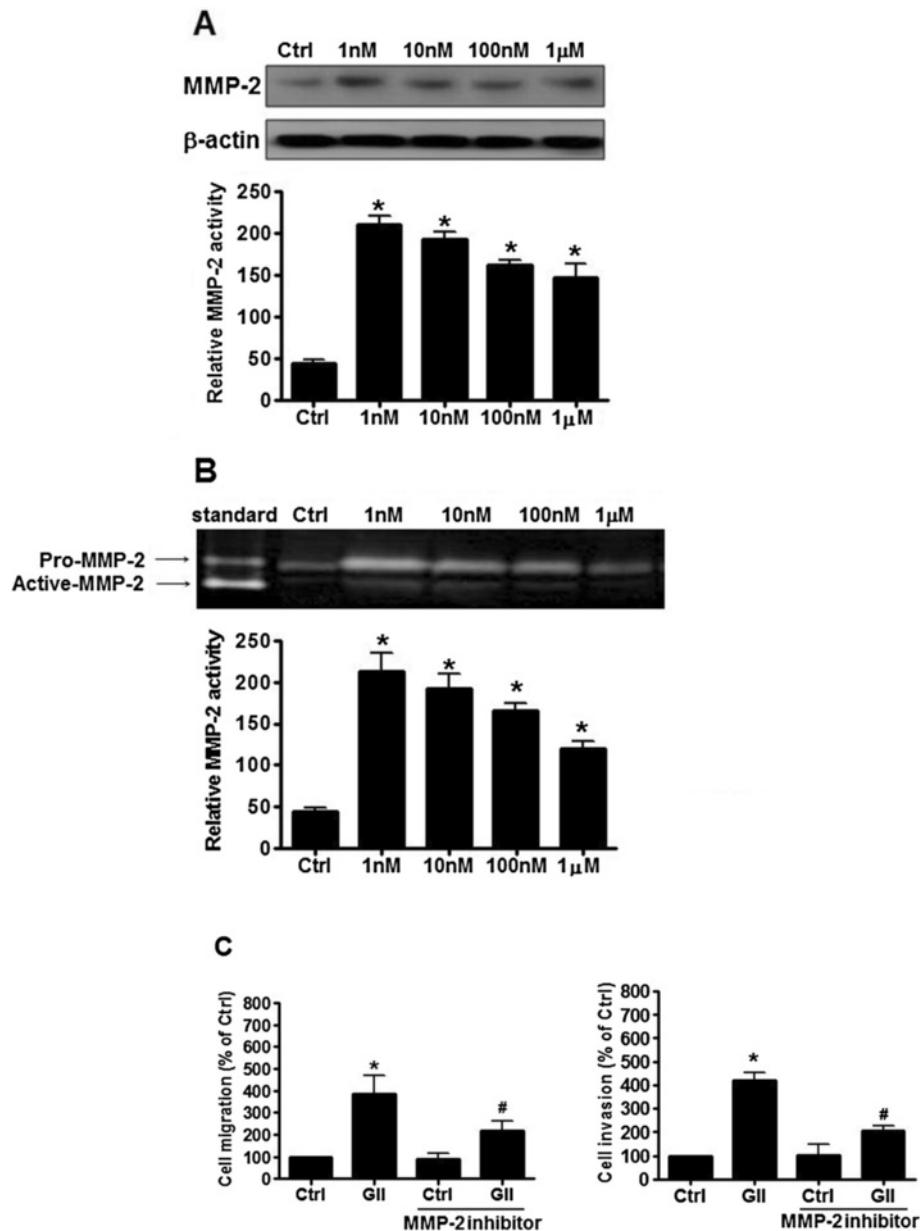 A
Ctrl 1nM 10nM 100nM 1μM
MMP-2
β-actin
Relative MMP-2 activity
250
200
150
100
50
0
* * * *
Ctrl 1nM 10nM 100nM 1μM
B
standard Ctrl 1nM 10nM 100nM 1μM
Pro-MMP-2
Active-MMP-2
Relative MMP-2 activity
250
200
150
100
50
0
* * * *
Ctrl 1nM 10nM 100nM 1μM
C
Cell migration (% of Ctrl)
800
700
600
500
400
300
200
100
0
* #
Ctrl GII Ctrl GII
MMP-2 inhibitor
Cell invasion (% of Ctrl)
800
700
600
500
400
300
200
100
0
* #
Ctrl GII Ctrl GII
MMP-2 inhibitor